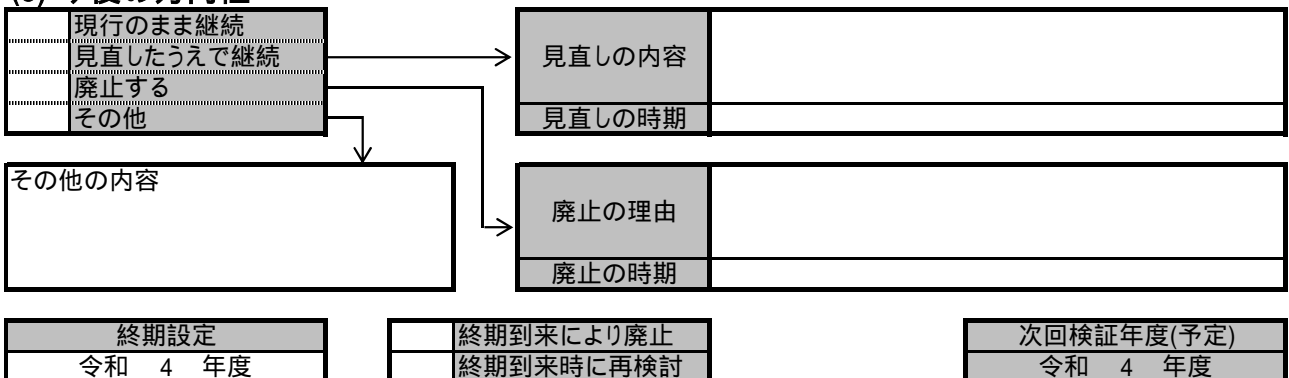 現行のまま継続
見直したうえで継続
廃止する
その他
見直しの内容
見直しの時期
その他の内容
廃止の理由
廃止の時期
終期設定
令和 4 年度
終期到来により廃止
終期到来時に再検討
次回検証年度(予定)
令和 4 年度